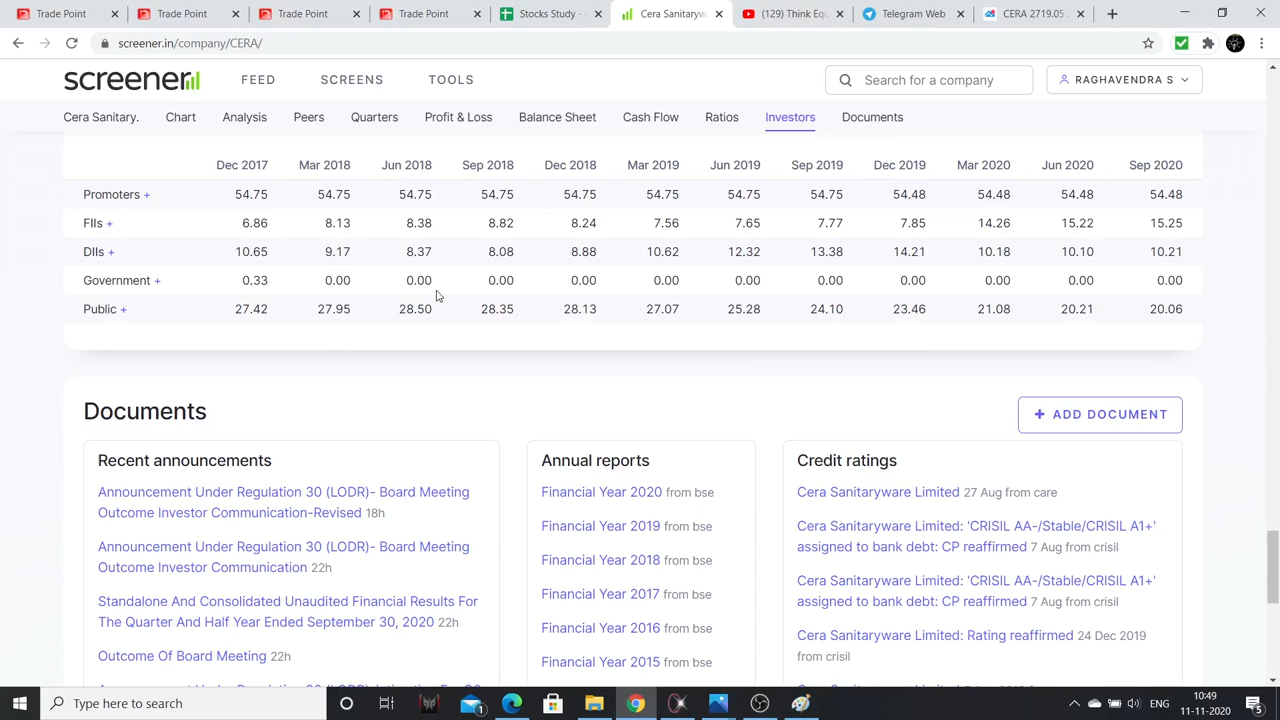 Trade Point
Trade Point
Trade Point
Trade Point
Stocks Study -
Cera Sanitaryw
(129) Think Equ
Telegram Web
CERA 2719.05
screener.in/company/CERA/
screener
FEED
SCREENS
TOOLS
Search for a company
RAGHAVENDRA S
Cera Sanitary.
Chart
Analysis
Peers
Quarters
Profit & Loss
Balance Sheet
Cash Flow
Ratios
Investors
Documents
Dec 2017 Mar 2018 Jun 2018 Sep 2018 Dec 2018 Mar 2019 Jun 2019 Sep 2019 Dec 2019 Mar 2020 Jun 2020 Sep 2020
Promoters + 54.75 54.75 54.75 54.75 54.75 54.75 54.75 54.75 54.48 54.48 54.48 54.48
FIIs + 6.86 8.13 8.38 8.82 8.24 7.56 7.65 7.77 7.85 14.26 15.22 15.25
DIIs + 10.65 9.17 8.37 8.08 8.88 10.62 12.32 13.38 14.21 10.18 10.10 10.21
Government + 0.33 0.00 0.00 0.00 0.00 0.00 0.00 0.00 0.00 0.00 0.00 0.00
Public + 27.42 27.95 28.50 28.35 28.13 27.07 25.28 24.10 23.46 21.08 20.21 20.06
Documents
+ ADD DOCUMENT
Recent announcements
Announcement Under Regulation 30 (LODR)- Board Meeting
Outcome Investor Communication-Revised 18h
Announcement Under Regulation 30 (LODR)- Board Meeting
Outcome Investor Communication 22h
Standalone And Consolidated Unaudited Financial Results For
The Quarter And Half Year Ended September 30, 2020 22h
Outcome Of Board Meeting 22h
Annual reports
Financial Year 2020 from bse
Financial Year 2019 from bse
Financial Year 2018 from bse
Financial Year 2017 from bse
Financial Year 2016 from bse
Financial Year 2015 from bse
Credit ratings
Cera Sanitaryware Limited 27 Aug from care
Cera Sanitaryware Limited: 'CRISIL AA-/Stable/CRISIL A1+'
assigned to bank debt: CP reaffirmed 7 Aug from crisil
Cera Sanitaryware Limited: 'CRISIL AA-/Stable/CRISIL A1+'
assigned to bank debt: CP reaffirmed 7 Aug from crisil
Cera Sanitaryware Limited: Rating reaffirmed 24 Dec 2019
from crisil
Type here to search
1
ENG
10:49
11-11-2020
5